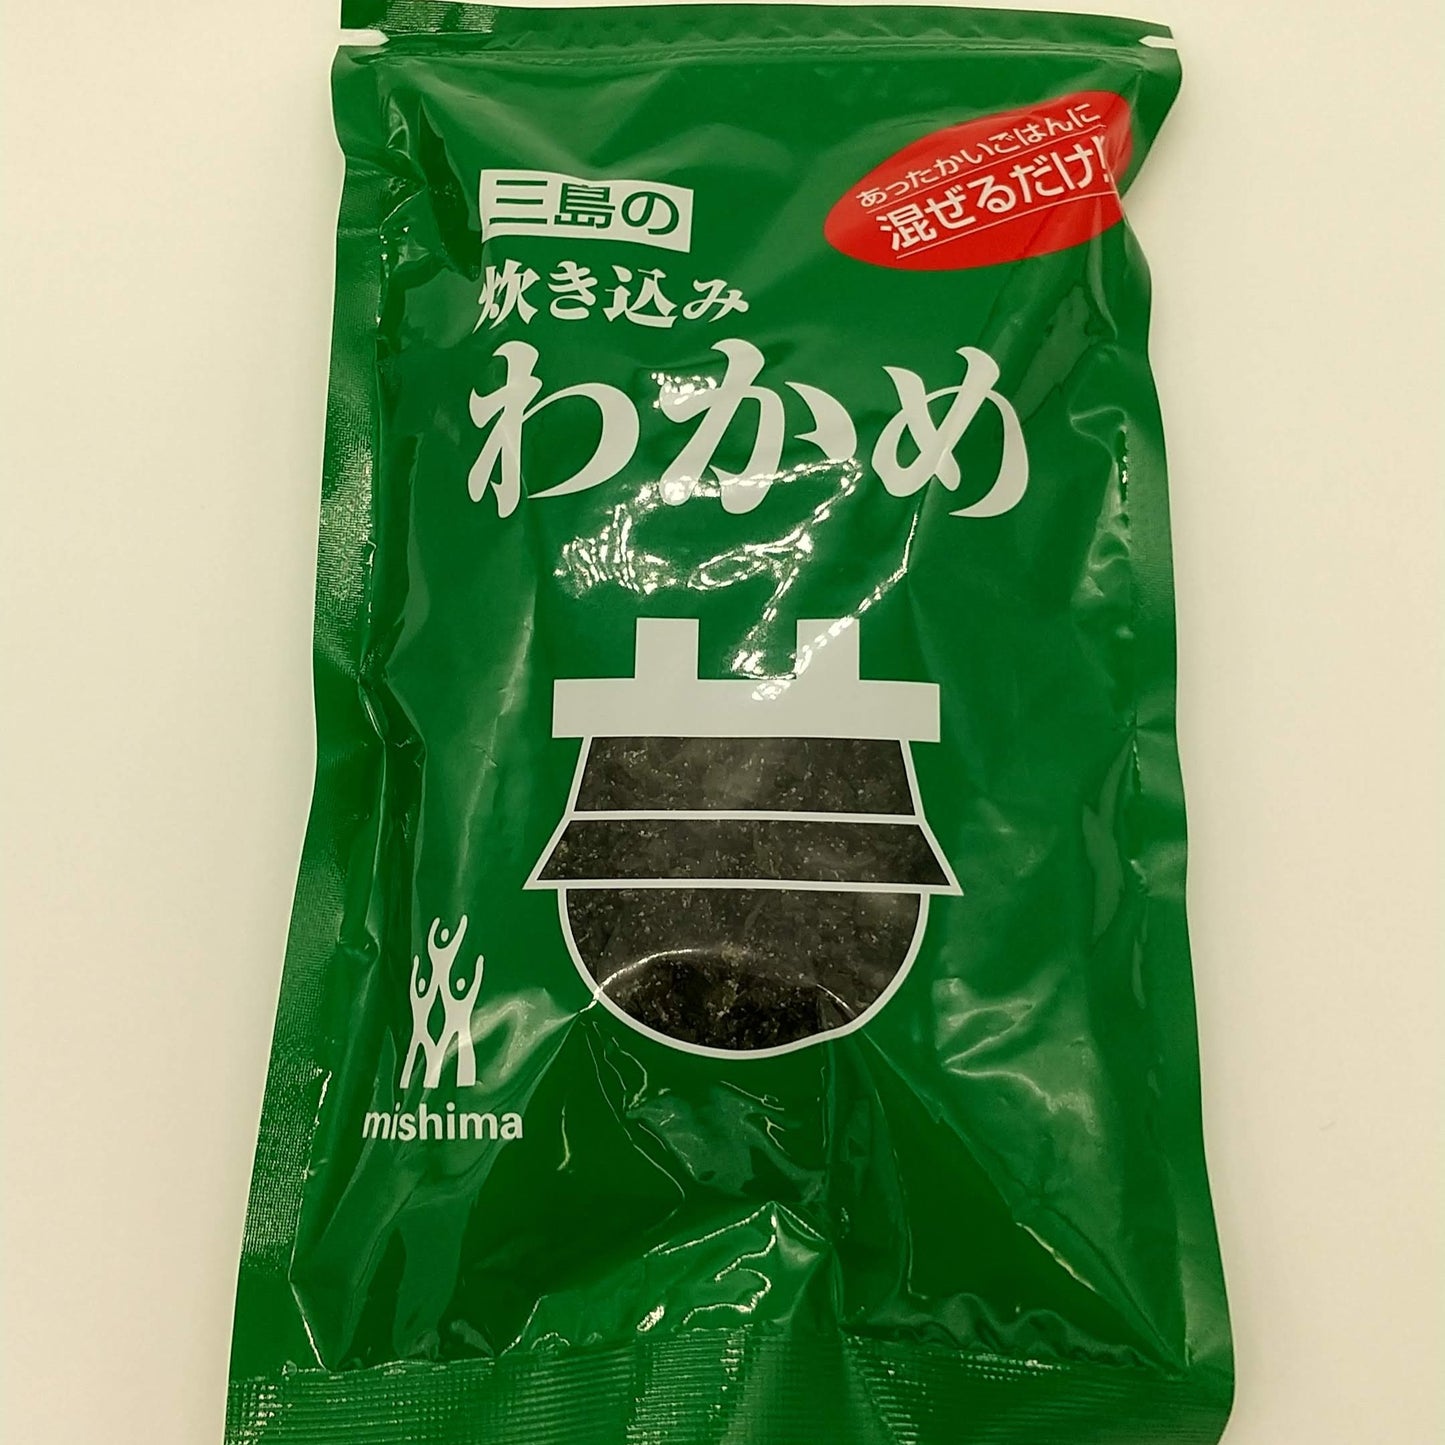 あったかいごはんに
混ぜるだけ!
三島の
炊き込み
わかめ
mishima